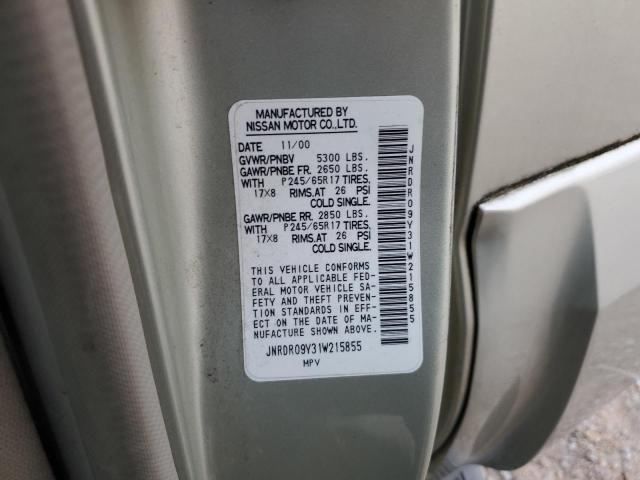 MANUFACTURED BY
NISSAN MOTOR CO.,LTD.
DATE 11/00
GVWR/PNBV 5300 LBS.
GAWR/PNBE FR. 2650 LBS.
WITH P245/65R17 TIRES,
17X8 RIMS,AT 26 PSI
COLD SINGLE.
GAWR/PNBE RR. 2850 LBS.
WITH P245/65R17 TIRES,
17X8 RIMS,AT 26 PSI
COLD SINGLE.
THIS VEHICLE CONFORMS
TO ALL APPLICABLE FED-
ERAL MOTOR VEHICLE SA-
FETY AND THEFT PREVEN-
TION STANDARDS IN EFF-
ECT ON THE DATE OF MA-
NUFACTURE SHOWN ABOVE.
JNRDR09Y31W215855
MPV
JNRDR09Y31W215855